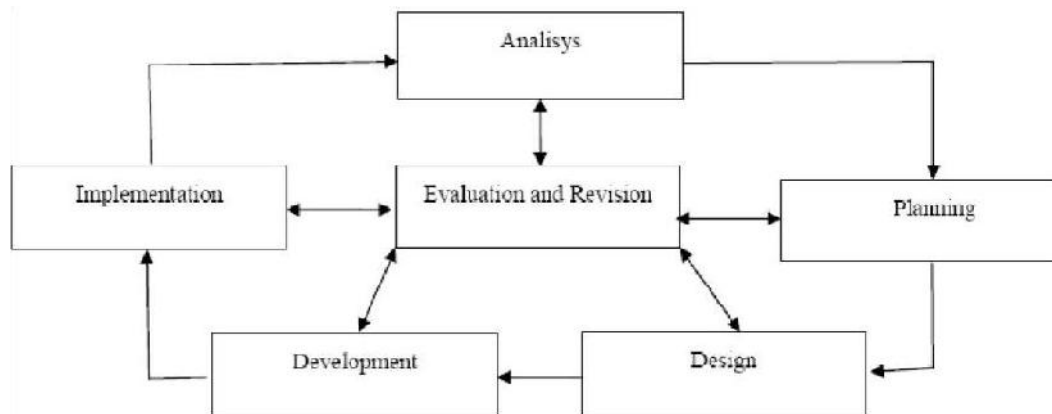 Analisys
Implementation
Evaluation and Revision
Planning
Development
Design